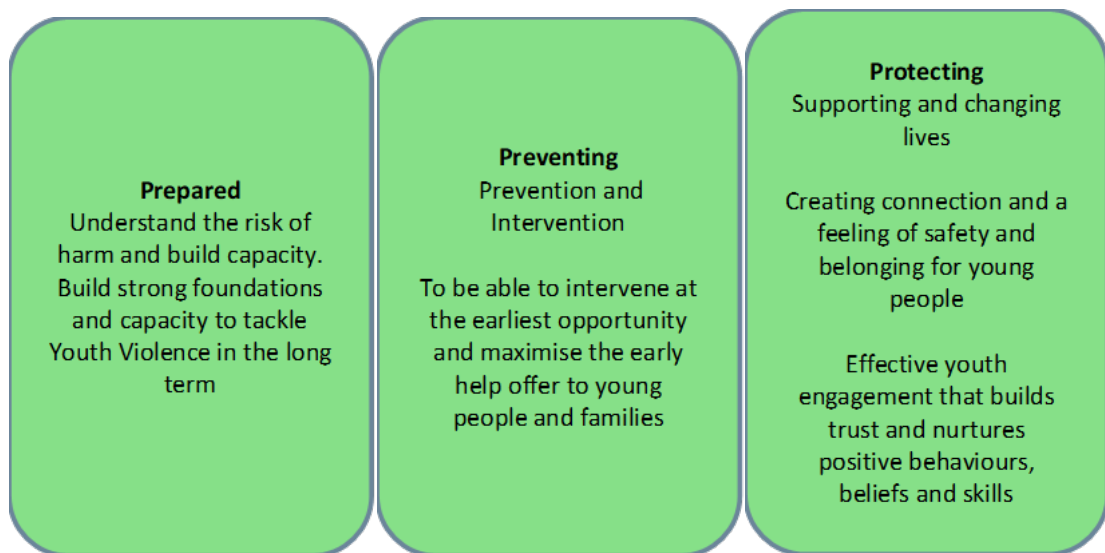 Prepared
Understand the risk of
harm and build capacity.
Build strong foundations
and capacity to tackle
Youth Violence in the long
term
Preventing
Prevention and
Intervention
To be able to intervene at
the earliest opportunity
and maximise the early
help offer to young
people and families
Protecting
Supporting and changing
lives
Creating connection and a
feeling of safety and
belonging for young
people
Effective youth
engagement that builds
trust and nurtures
positive behaviours,
beliefs and skills